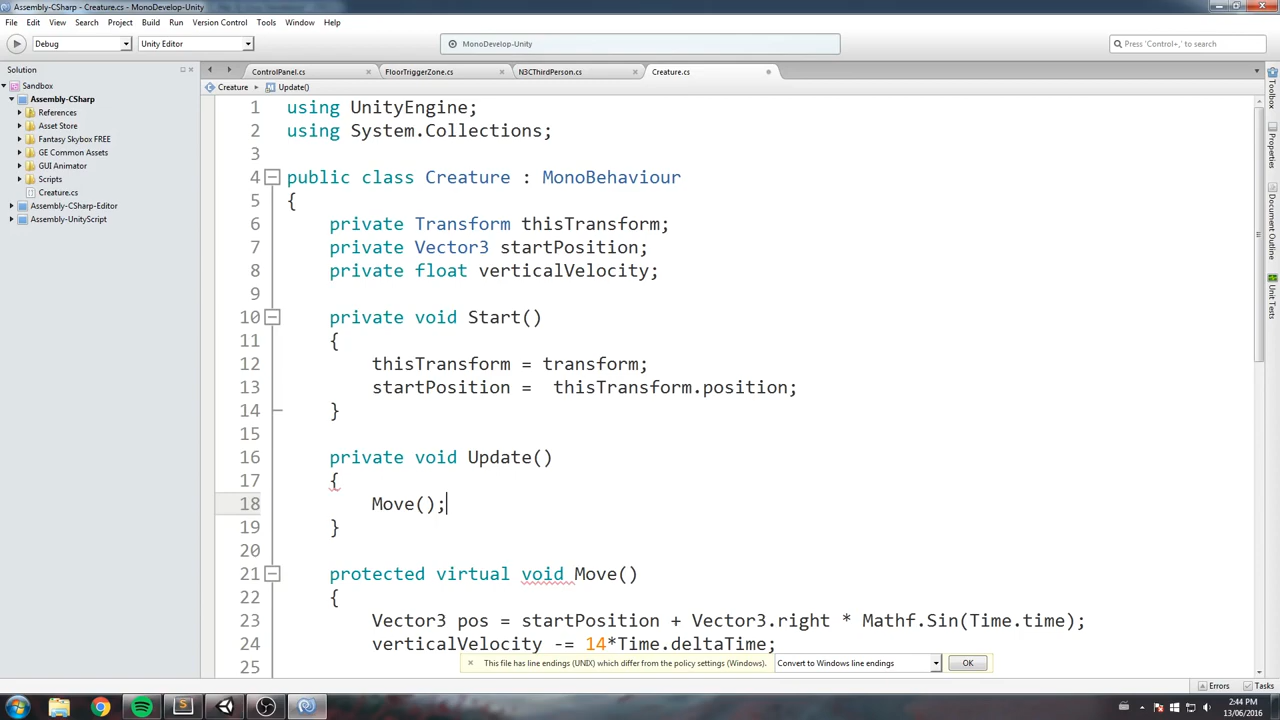 Assembly-CSharp - Creature.cs - MonoDevelop-Unity
File Edit View Search Project Build Run Version Control Tools Window Help
Debug Unity Editor MonoDevelop-Unity Press 'Control+,' to search
Solution
ControlPanel.cs FloorTriggerZone.cs N3CThirdPerson.cs Creature.cs
Creature Update()
Sandbox
Assembly-CSharp
References
Asset Store
Fantasy Skybox FREE
GE Common Assets
GUI Animator
Scripts
Creature.cs
Assembly-CSharp-Editor
Assembly-UnityScript
1 using UnityEngine;
2 using System.Collections;
3
4 public class Creature : MonoBehaviour
5 {
6 private Transform thisTransform;
7 private Vector3 startPosition;
8 private float verticalVelocity;
9
10 private void Start()
11 {
12 thisTransform = transform;
13 startPosition =  thisTransform.position;
14 }
15
16 private void Update()
17 {
18 Move();
19 }
20
21 protected virtual void Move()
22 {
23 Vector3 pos = startPosition + Vector3.right * Mathf.Sin(Time.time);
24 verticalVelocity -= 14*Time.deltaTime;
25
This file has line endings (UNIX) which differ from the policy settings (Windows). Convert to Windows line endings OK
Toolbox
Properties
Document Outline
Unit Tests
Errors Tasks
2:44 PM
13/06/2016